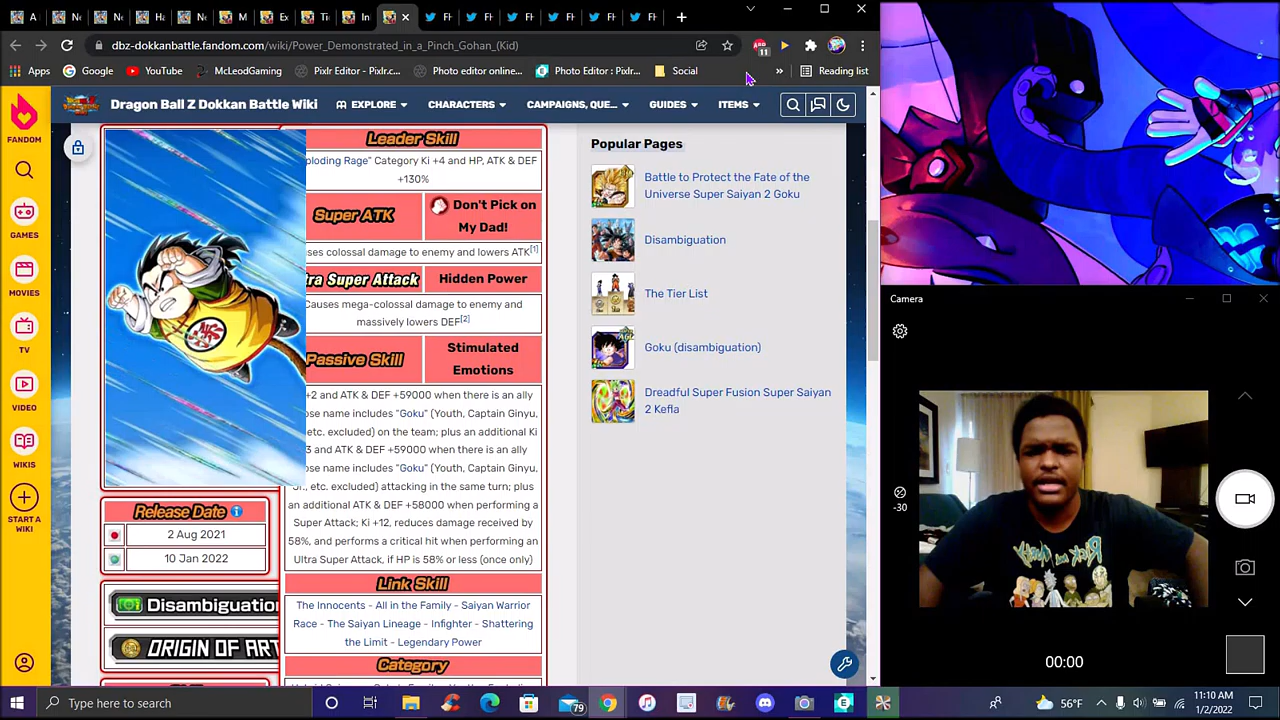 dbz-dokkanbattle.fandom.com/wiki/Power_Demonstrated_in_a_Pinch_Gohan_(Kid)
11
Apps
Google
YouTube
McLeodGaming
Pixlr Editor - Pixlr.c...
Photo editor online...
Photo Editor : Pixlr...
Social
»
Reading list
FANDOM
GAMES
MOVIES
TV
VIDEO
WIKIS
START A
WIKI
Dragon Ball Z Dokkan Battle Wiki
EXPLORE
CHARACTERS
CAMPAIGNS, QUE...
GUIDES
ITEMS
Leader Skill
ploding Rage" Category Ki +4 and HP, ATK & DEF
+130%
Super ATK
Don't Pick on
My Dad!
ses colossal damage to enemy and lowers ATK[1]
tra Super Attack
Hidden Power
Causes mega-colossal damage to enemy and
massively lowers DEF[2]
Passive Skill
Stimulated
Emotions
+2 and ATK & DEF +59000 when there is an ally
ose name includes "Goku" (Youth, Captain Ginyu,
etc. excluded) on the team; plus an additional Ki
3 and ATK & DEF +59000 when there is an ally
ose name includes "Goku" (Youth, Captain Ginyu,
Jr., etc. excluded) attacking in the same turn; plus
an additional ATK & DEF +58000 when performing a
Super Attack; Ki +12, reduces damage received by
58%, and performs a critical hit when performing an
Ultra Super Attack, if HP is 58% or less (once only)
Link Skill
The Innocents - All in the Family - Saiyan Warrior
Race - The Saiyan Lineage - Infighter - Shattering
the Limit - Legendary Power
Category
Release Date
2 Aug 2021
10 Jan 2022
Disambiguation
ORIGIN OF ART
Popular Pages
Battle to Protect the Fate of the
Universe Super Saiyan 2 Goku
Disambiguation
The Tier List
Goku (disambiguation)
Dreadful Super Fusion Super Saiyan
2 Kefla
Camera
-30
00:00
Type here to search
79
56°F
11:10 AM
1/2/2022